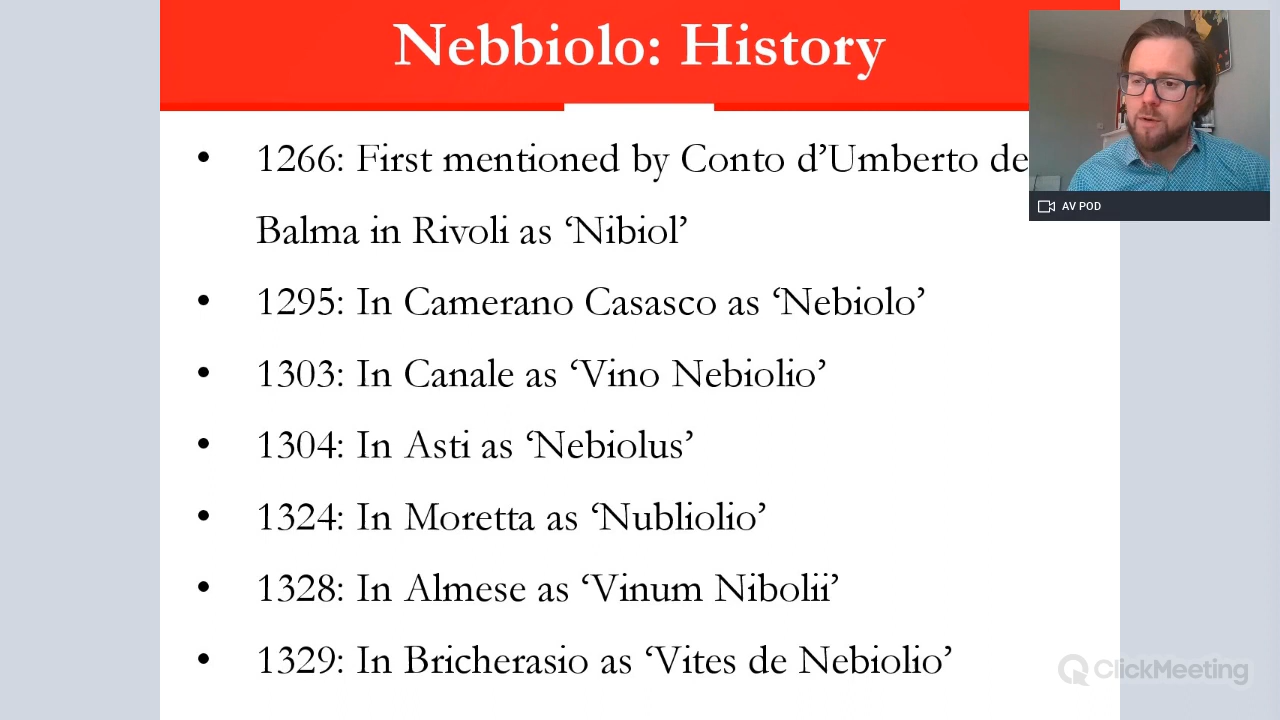 Nebbiolo: History
• 1266: First mentioned by Conto d’Umberto de
Balma in Rivoli as ‘Nibiol’
• 1295: In Camerano Casasco as ‘Nebiolo’
• 1303: In Canale as ‘Vino Nebiolio’
• 1304: In Asti as ‘Nebiolus’
• 1324: In Moretta as ‘Nubliolio’
• 1328: In Almese as ‘Vinum Nibolii’
• 1329: In Bricherasio as ‘Vites de Nebiolio’
AV POD
ClickMeeting